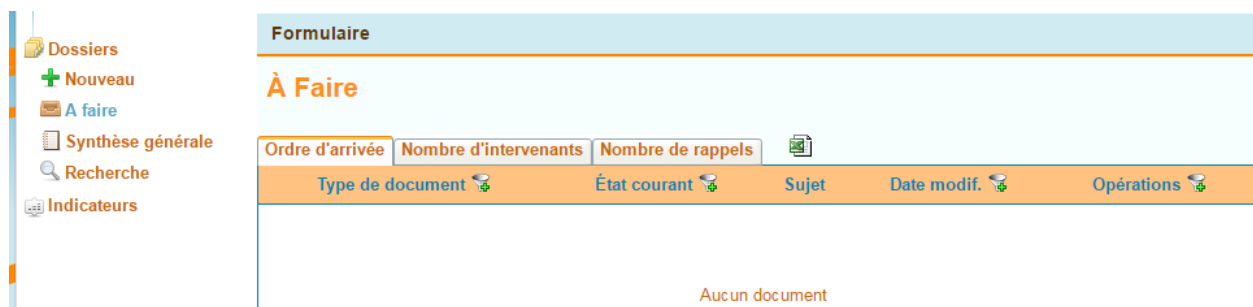 Dossiers
Nouveau
A faire
Synthèse générale
Recherche
Indicateurs
Formulaire
À Faire
Ordre d'arrivée Nombre d'intervenants Nombre de rappels
Type de document État courant Sujet Date modif. Opérations
Aucun document